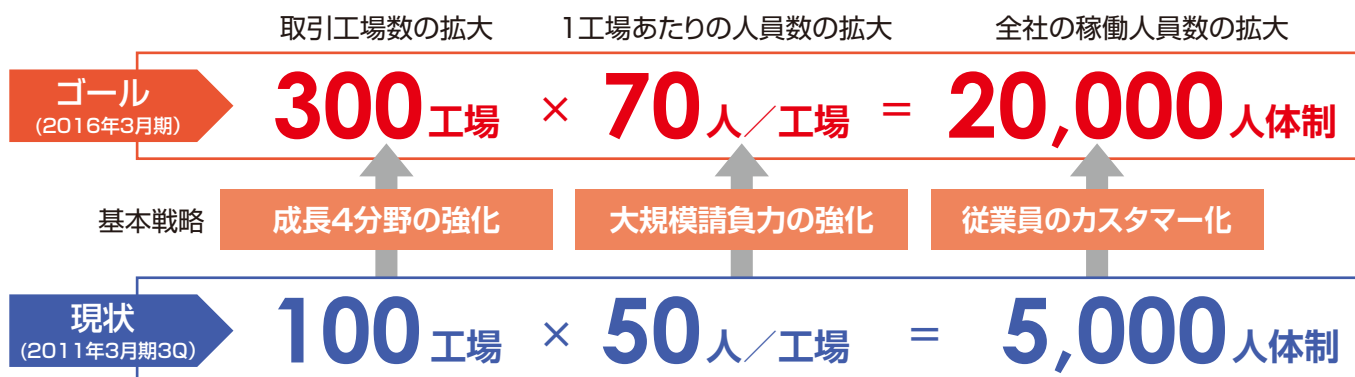 取引工場数の拡大 1工場あたりの人員数の拡大 全社の稼働人員数の拡大
ゴール
(2016年3月期)
300工場 × 70人／工場 = 20,000人体制
基本戦略 成長4分野の強化 大規模請負力の強化 従業員のカスタマー化
現状
(2011年3月期3Q)
100工場 × 50人／工場 = 5,000人体制